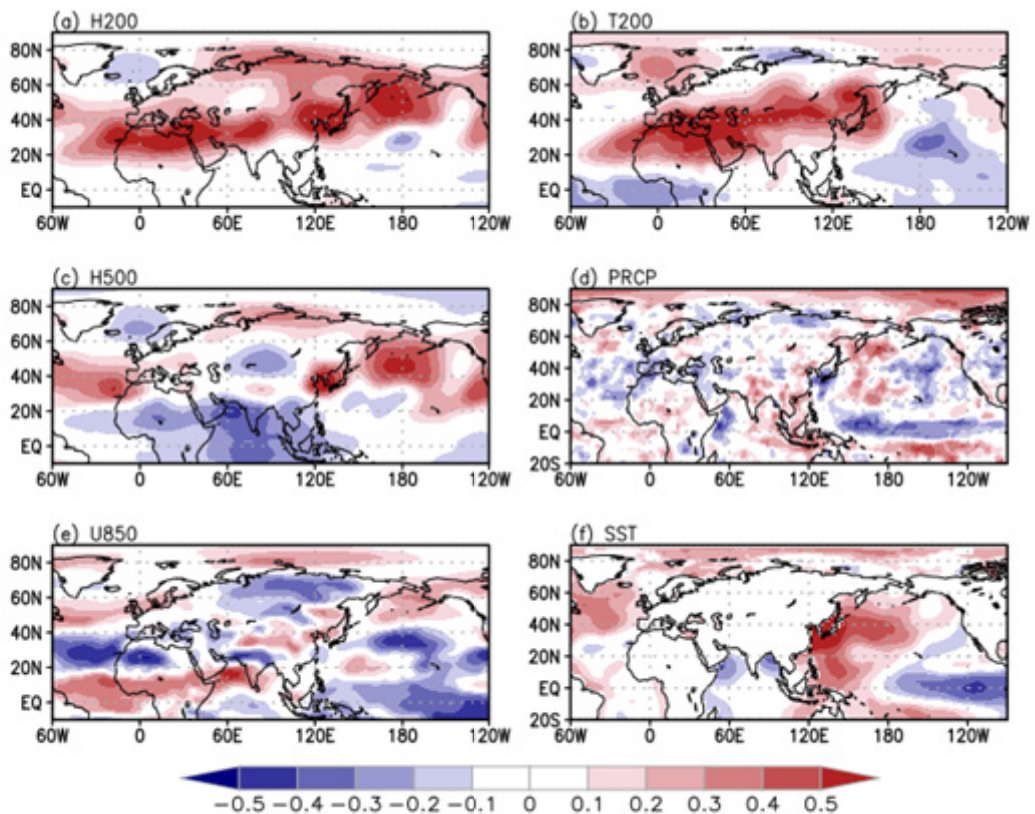 (a) H200
80N
60N
40N
20N
EQ
60W 0 60E 120E 180 120W
(b) T200
80N
60N
40N
20N
EQ
60W 0 60E 120E 180 120W
(c) H500
80N
60N
40N
20N
EQ
60W 0 60E 120E 180 120W
(d) PRCP
80N
60N
40N
20N
EQ
20S
60W 0 60E 120E 180 120W
(e) U850
80N
60N
40N
20N
EQ
60W 0 60E 120E 180 120W
(f) SST
80N
60N
40N
20N
EQ
20S
60W 0 60E 120E 180 120W
-0.5 -0.4 -0.3 -0.2 -0.1 0 0.1 0.2 0.3 0.4 0.5